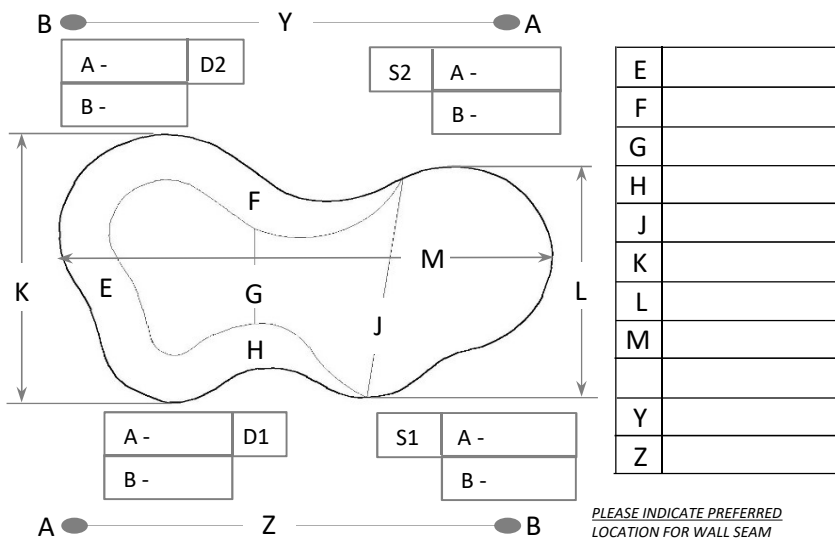 B Y A
A - D2
B -
S2 A -
B -
F
M
K E G J L
H
A - D1
B -
S1 A -
B -
A Z B
E
F
G
H
J
K
L
M
Y
Z
PLEASE INDICATE PREFERRED
LOCATION FOR WALL SEAM